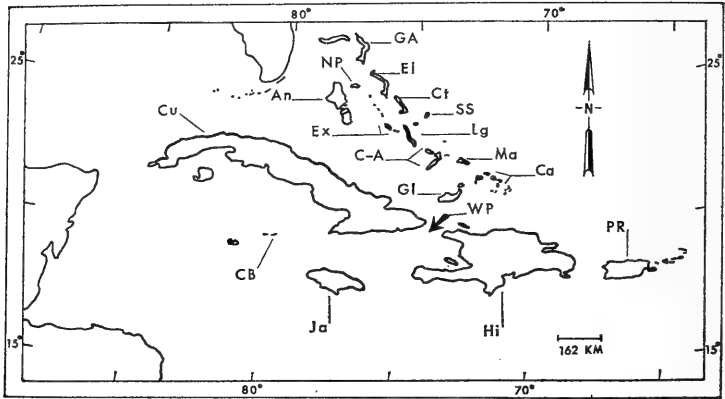 80° 70°
GA
25° 25°
NP El
An Ct
-N-
Cu SS
Ex Lg
C-A Ma
Ca
GI
WP
PR
CB
Ja Hi
15° 15°
162 KM
80° 70°